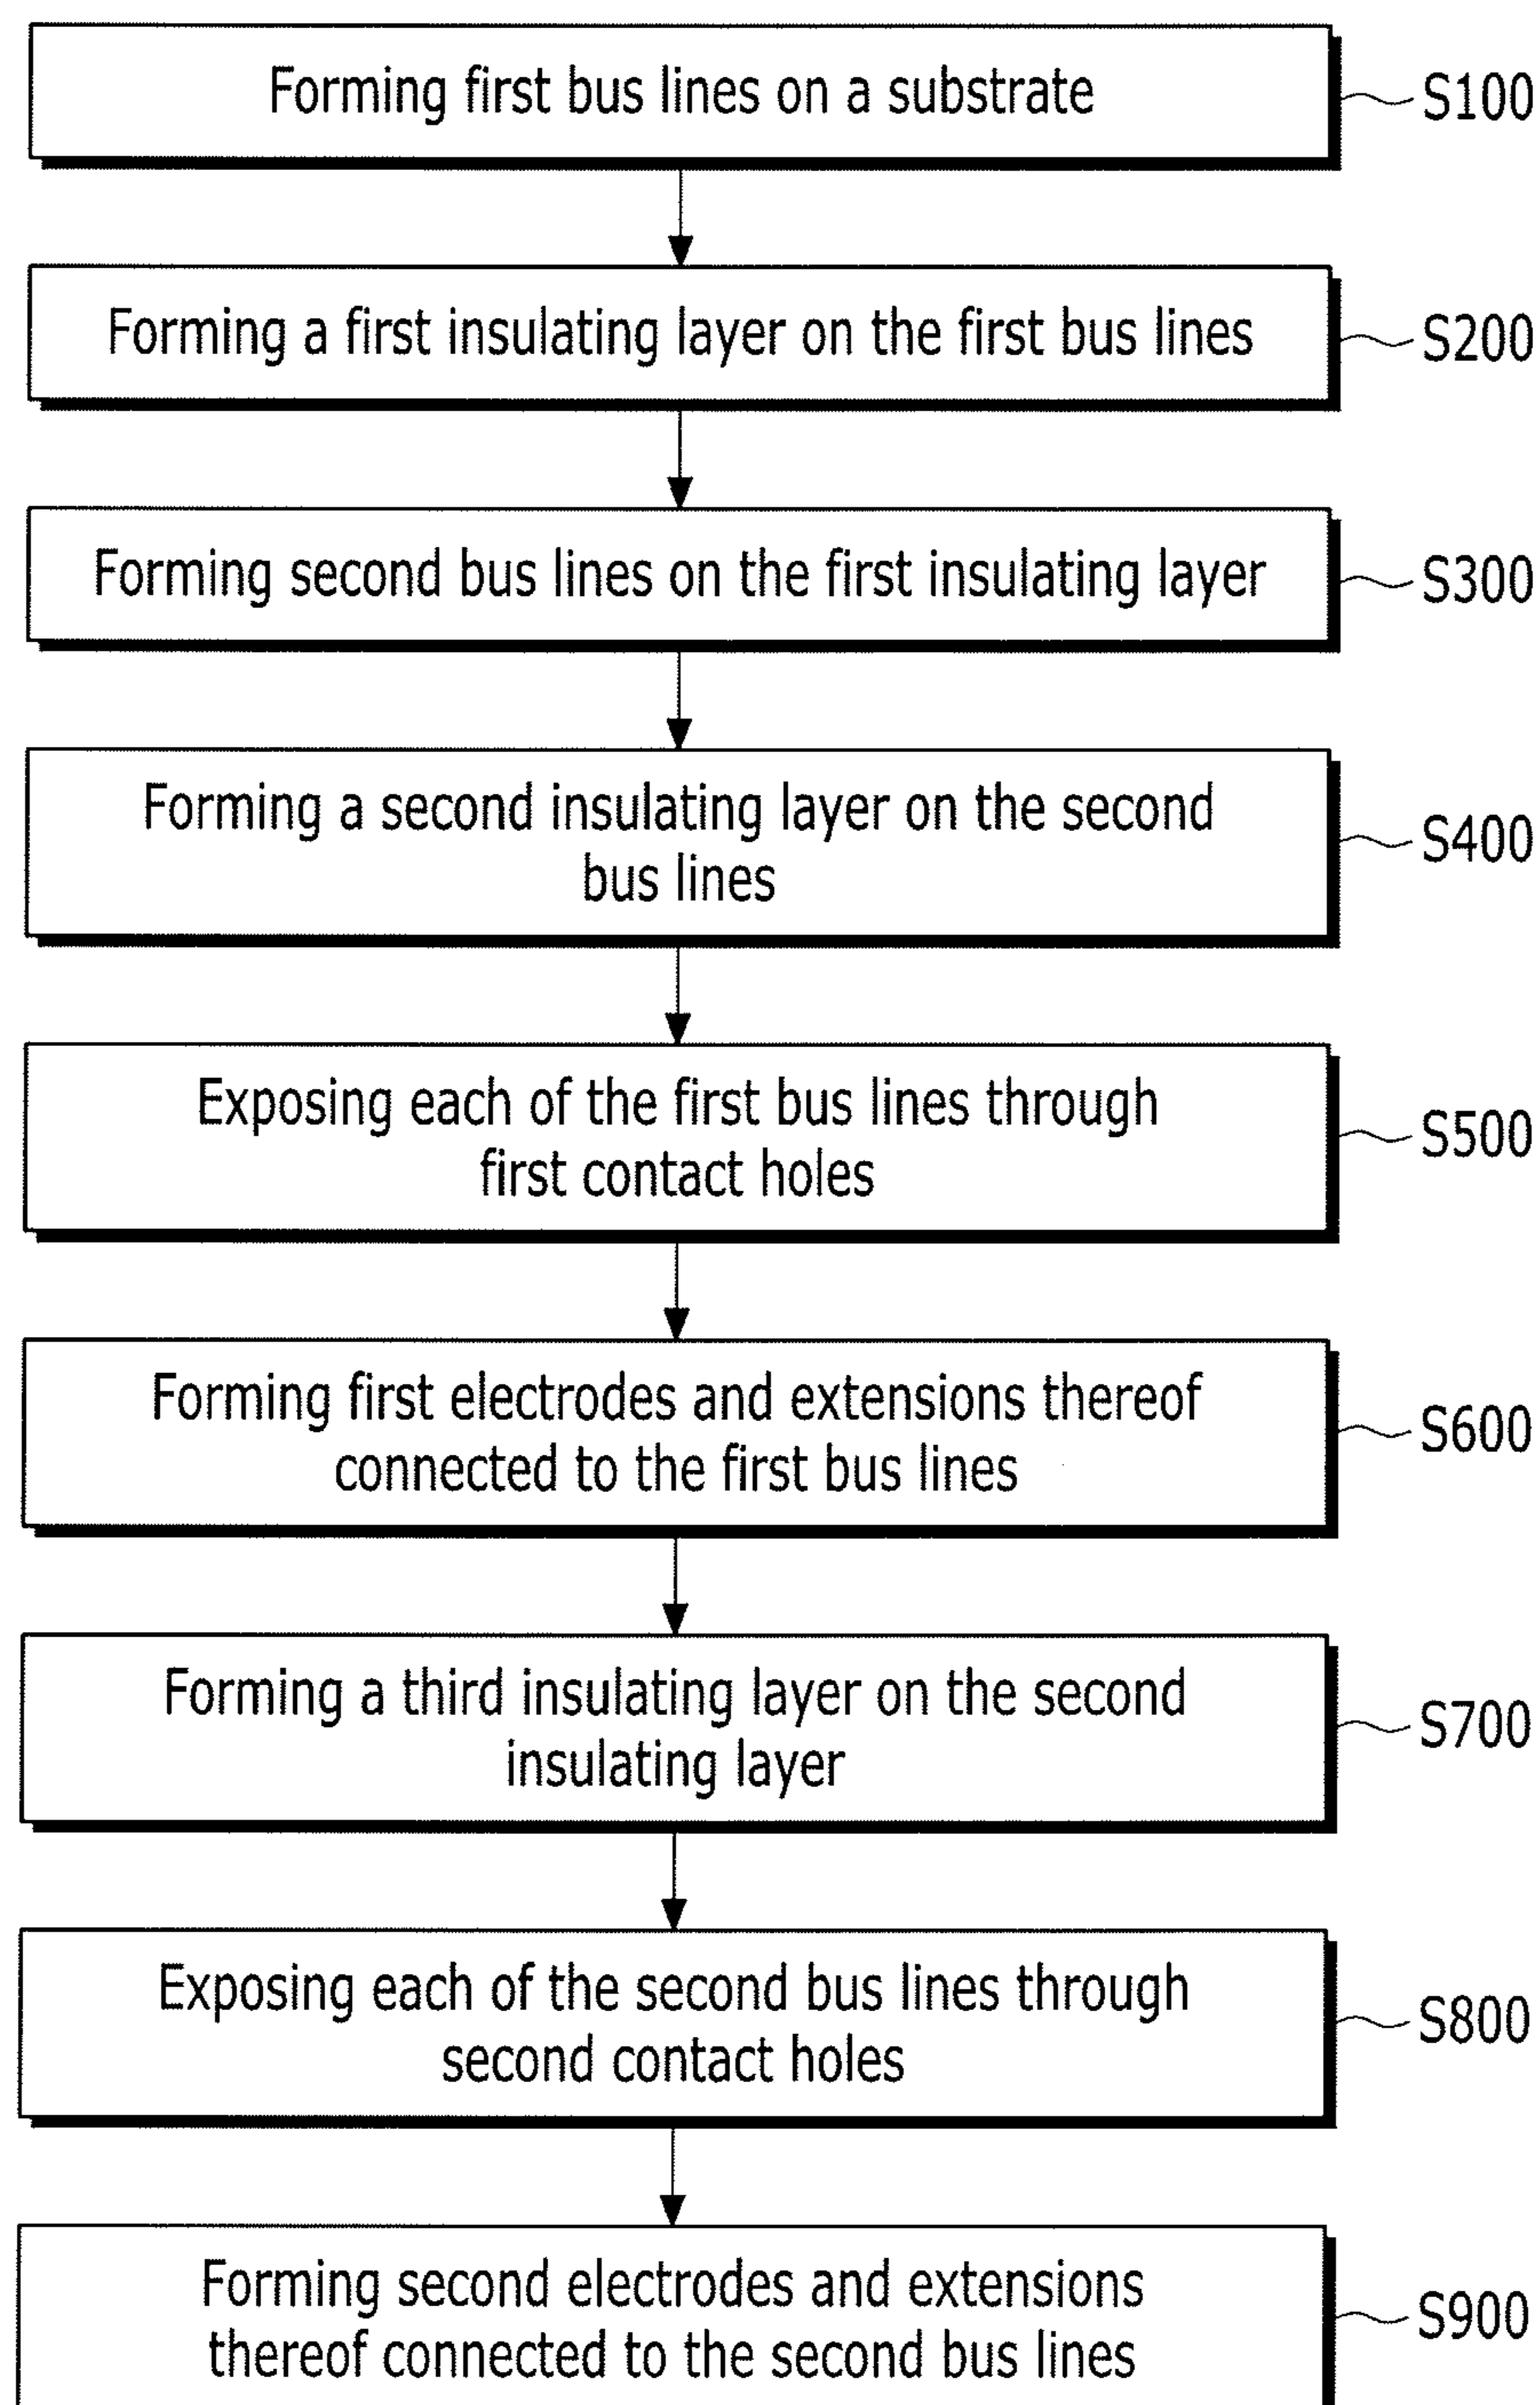 Forming first bus lines on a substrate
S100
Forming a first insulating layer on the first bus lines
S200
Forming second bus lines on the first insulating layer
S300
Forming a second insulating layer on the second
bus lines
S400
Exposing each of the first bus lines through
first contact holes
S500
Forming first electrodes and extensions thereof
connected to the first bus lines
S600
Forming a third insulating layer on the second
insulating layer
S700
Exposing each of the second bus lines through
second contact holes
S800
Forming second electrodes and extensions
thereof connected to the second bus lines
S900